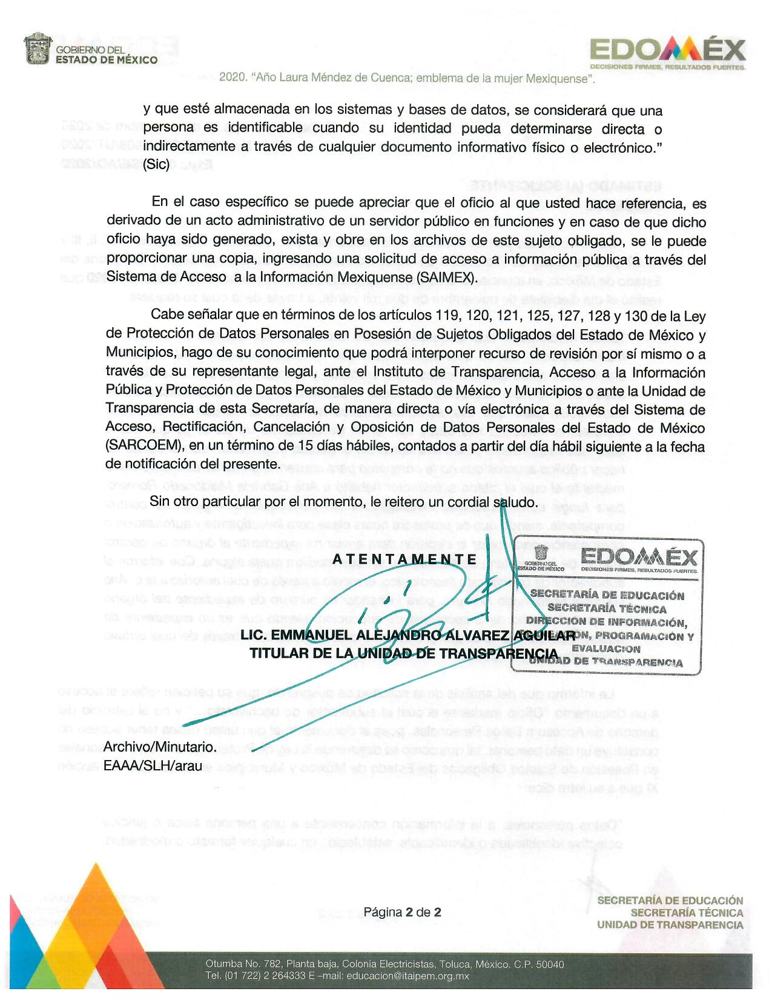 GOBIERNO DEL
ESTADO DE MÉXICO
EDOMÉX
DECISIONES FIRMES, RESULTADOS FUERTES.
2020. “Año Laura Méndez de Cuenca; emblema de la mujer Mexiquense”.
y que esté almacenada en los sistemas y bases de datos, se considerará que una
persona es identificable cuando su identidad pueda determinarse directa o
indirectamente a través de cualquier documento informativo físico o electrónico.”
(Sic)
En el caso específico se puede apreciar que el oficio al que usted hace referencia, es
derivado de un acto administrativo de un servidor público en funciones y en caso de que dicho
oficio haya sido generado, exista y obre en los archivos de este sujeto obligado, se le puede
proporcionar una copia, ingresando una solicitud de acceso a información pública a través del
Sistema de Acceso a la Información Mexiquense (SAIMEX).
Cabe señalar que en términos de los artículos 119, 120, 121, 125, 127, 128 y 130 de la Ley
de Protección de Datos Personales en Posesión de Sujetos Obligados del Estado de México y
Municipios, hago de su conocimiento que podrá interponer recurso de revisión por sí mismo o a
través de su representante legal, ante el Instituto de Transparencia, Acceso a la Información
Pública y Protección de Datos Personales del Estado de México y Municipios o ante la Unidad de
Transparencia de esta Secretaría, de manera directa o vía electrónica a través del Sistema de
Acceso, Rectificación, Cancelación y Oposición de Datos Personales del Estado de México
(SARCOEM), en un término de 15 días hábiles, contados a partir del día hábil siguiente a la fecha
de notificación del presente.
Sin otro particular por el momento, le reitero un cordial saludo.
A T E N T A M E N T E
LIC. EMMANUEL ALEJANDRO ÁLVAREZ AGUILAR
TITULAR DE LA UNIDAD DE TRANSPARENCIA
GOBIERNO DEL
ESTADO DE MÉXICO
EDOMÉX
DECISIONES FIRMES, RESULTADOS FUERTES.
SECRETARÍA DE EDUCACIÓN
SECRETARÍA TÉCNICA
DIRECCIÓN DE INFORMACIÓN,
PLANEACIÓN, PROGRAMACIÓN Y
EVALUACIÓN
UNIDAD DE TRANSPARENCIA
Archivo/Minutario.
EAAA/SLH/arau
Página 2 de 2
SECRETARÍA DE EDUCACIÓN
SECRETARÍA TÉCNICA
UNIDAD DE TRANSPARENCIA
Otumba No. 782, Planta baja, Colonia Electricistas, Toluca, México. C.P. 50040
Tel. (01 722) 2 264333 E –mail: educacion@itaipem.org.mx